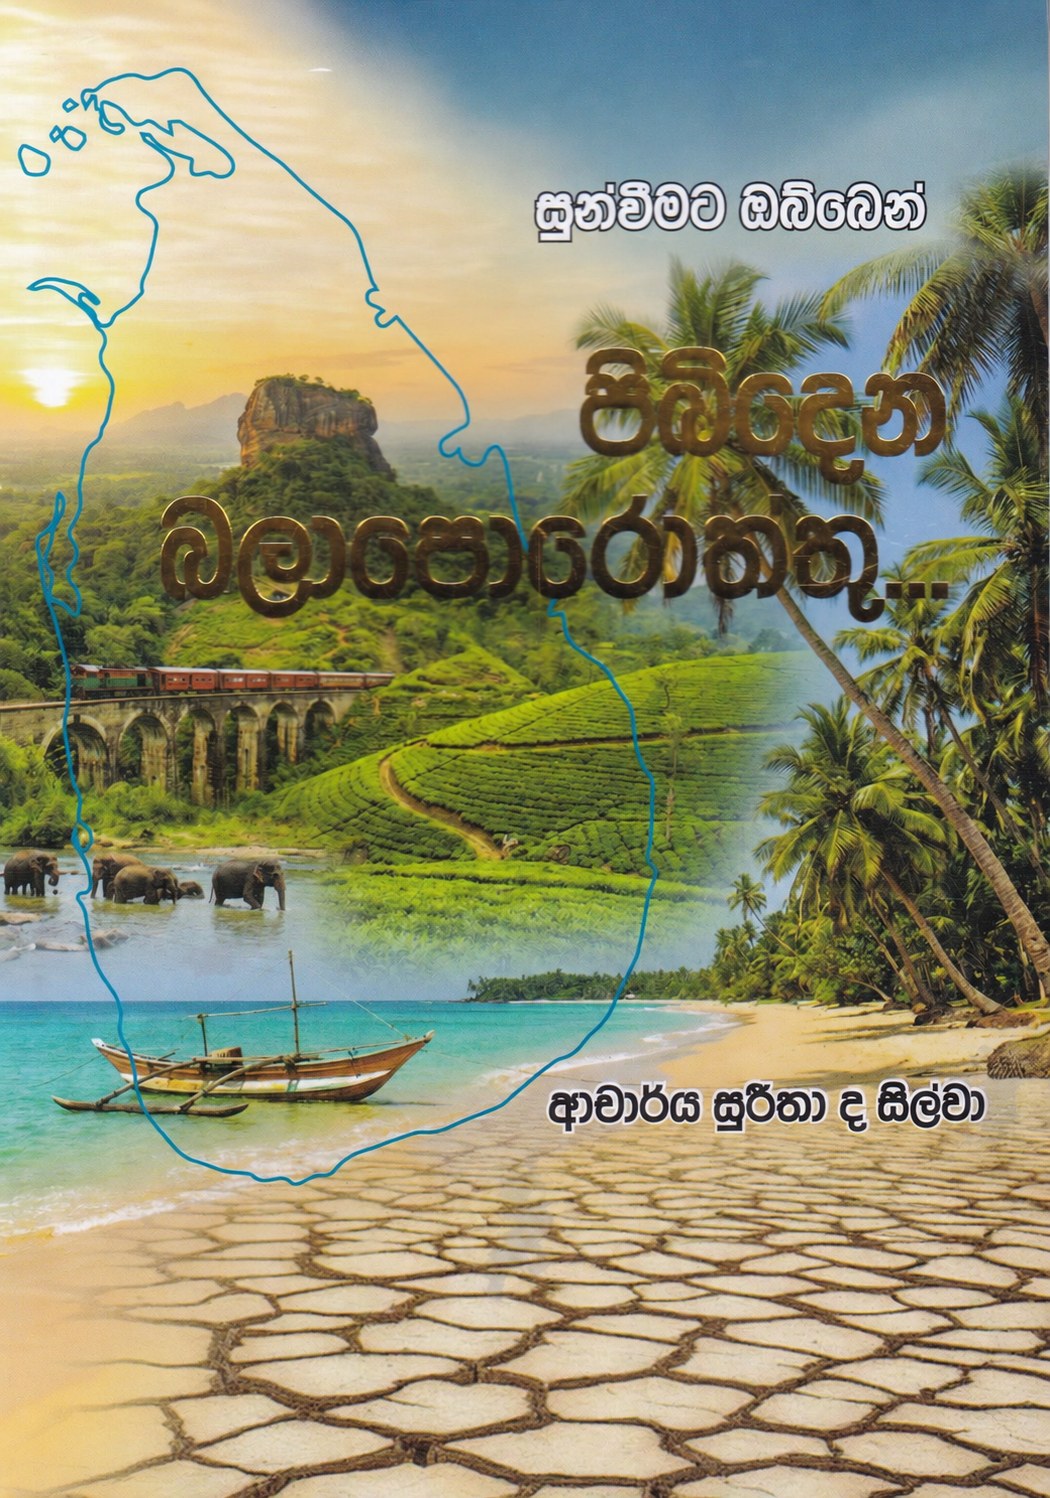 සුන්වීමට ඔබ්බෙන්
පිබිදෙන
බලාපොරොත්තු...
ආචාර්ය සුරීතා ද සිල්වා